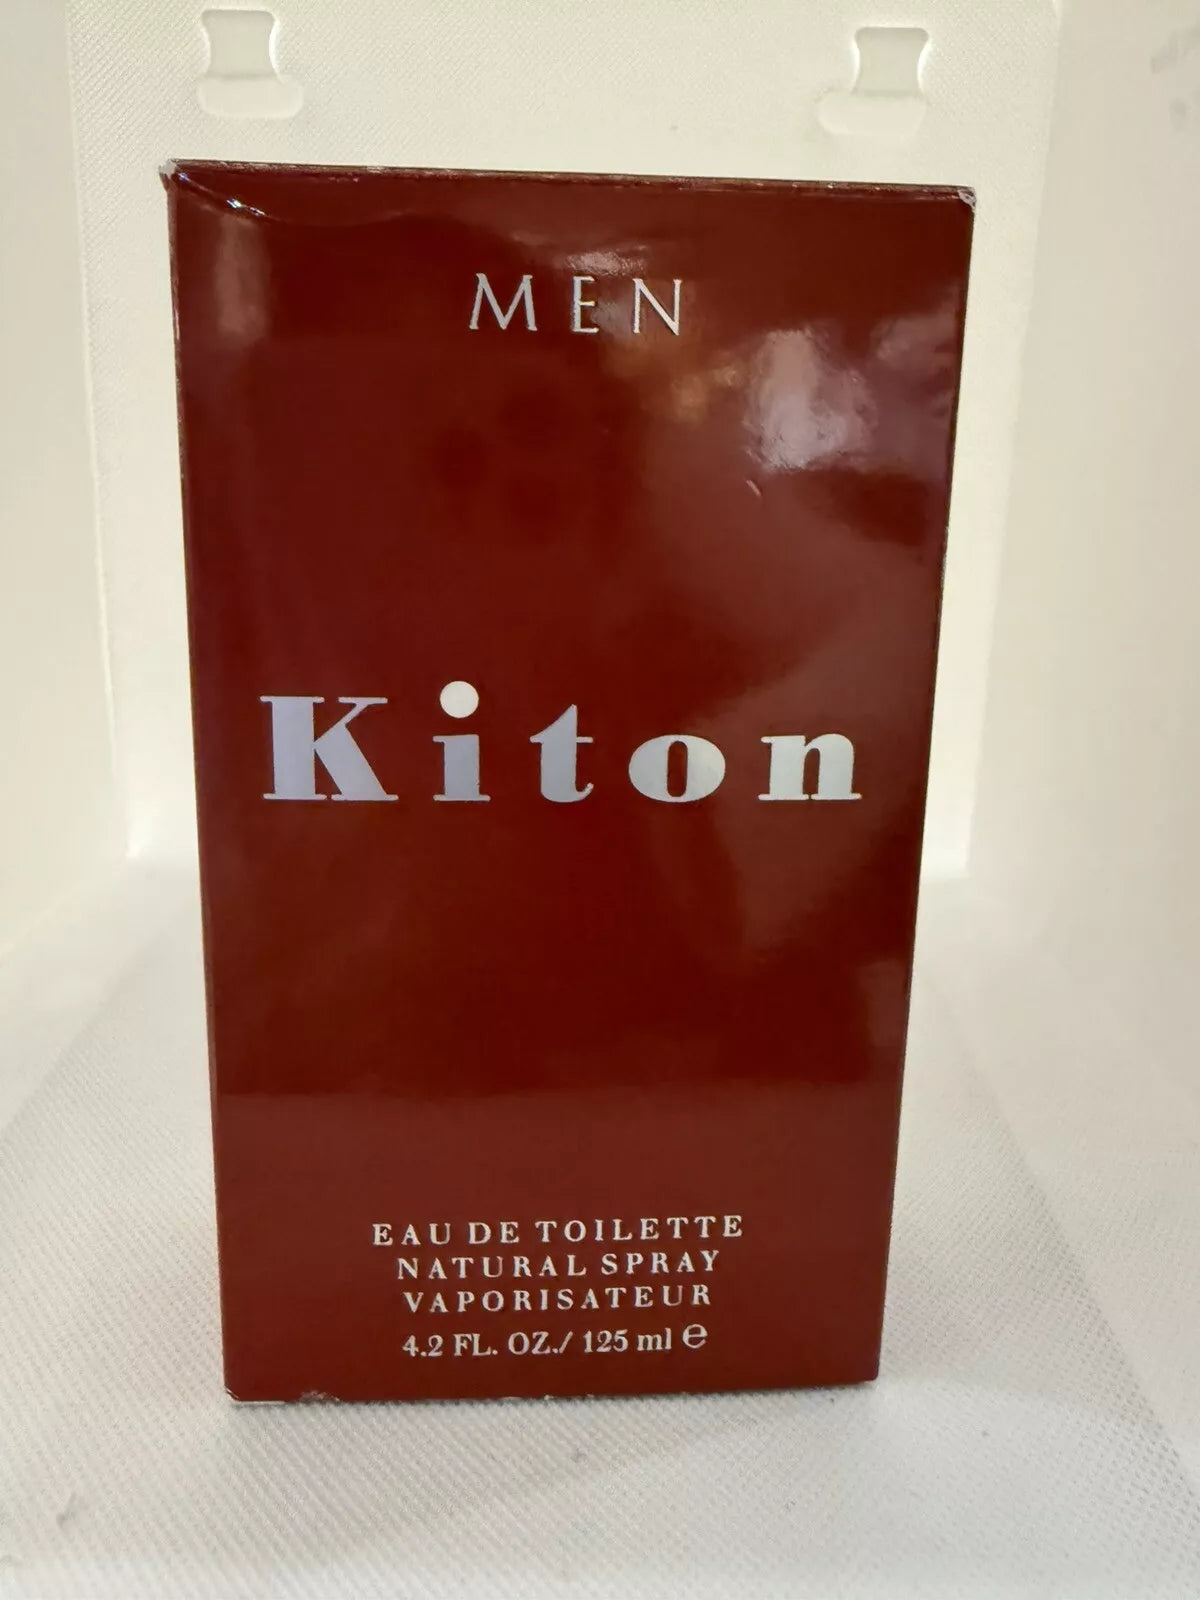 MEN
Kiton
EAU DE TOILETTE
NATURAL SPRAY
VAPORISATEUR
4.2 FL. OZ./ 125 ml ℮